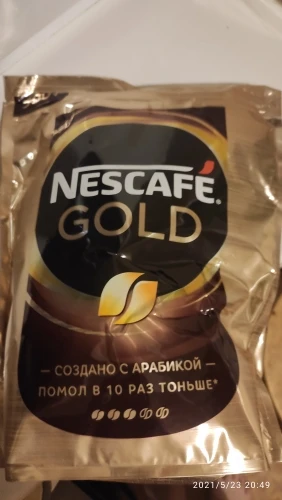 NESCAFÉ®
GOLD
— СОЗДАНО С АРАБИКОЙ —
ПОМОЛ В 10 РАЗ ТОНЬШЕ*
2021/5/23 20:49